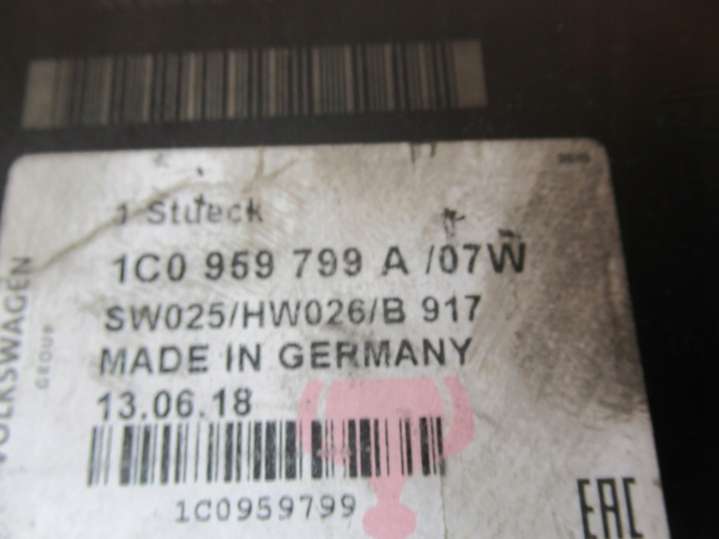 1 Stueck
1C0 959 799 A /07W
SW025/HW026/B 917
MADE IN GERMANY
13.06.18
1C0959799
VOLKSWAGEN
GROUP
EAC